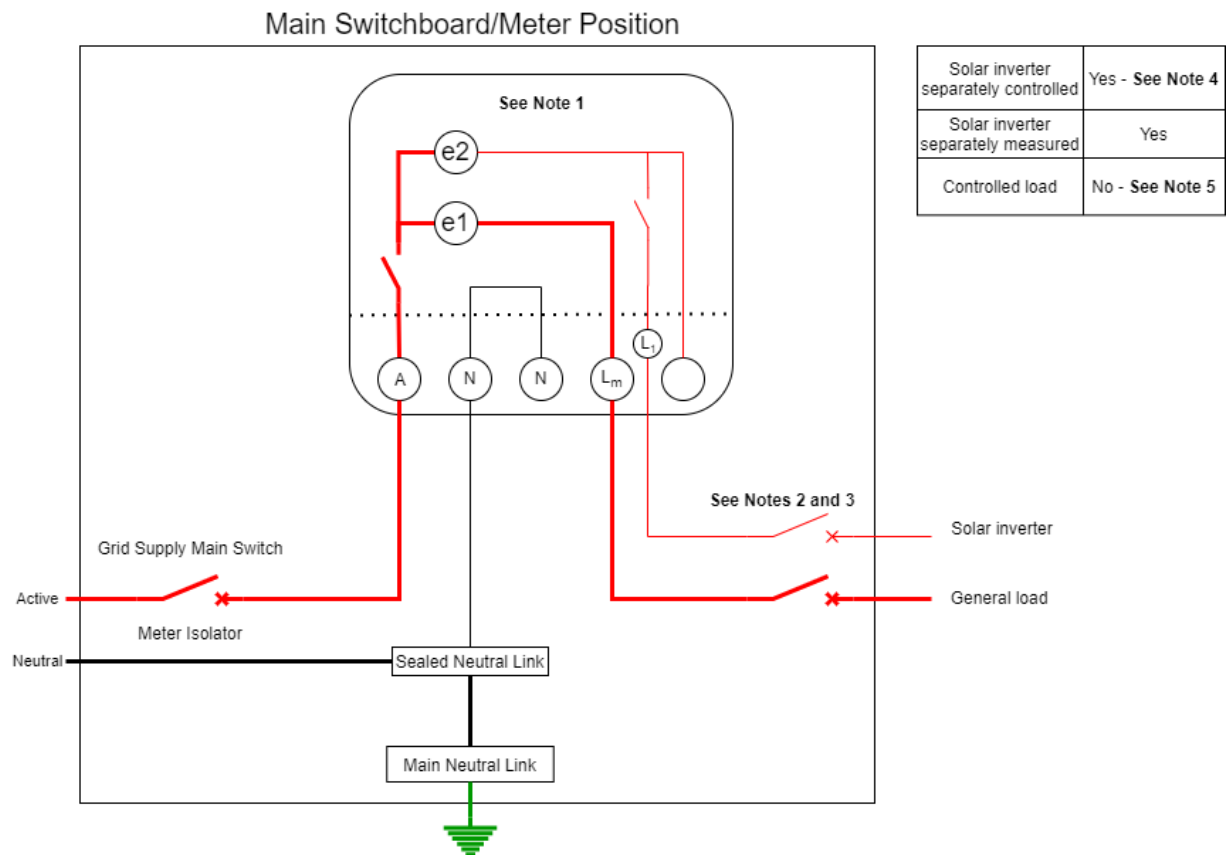 Main Switchboard/Meter Position
See Note 1
e2
e1
L1
A
N
N
Lm
Solar inverter
separately controlled
Yes - See Note 4
Solar inverter
separately measured
Yes
Controlled load
No - See Note 5
See Notes 2 and 3
Solar inverter
Grid Supply Main Switch
Active
General load
Meter Isolator
Neutral
Sealed Neutral Link
Main Neutral Link